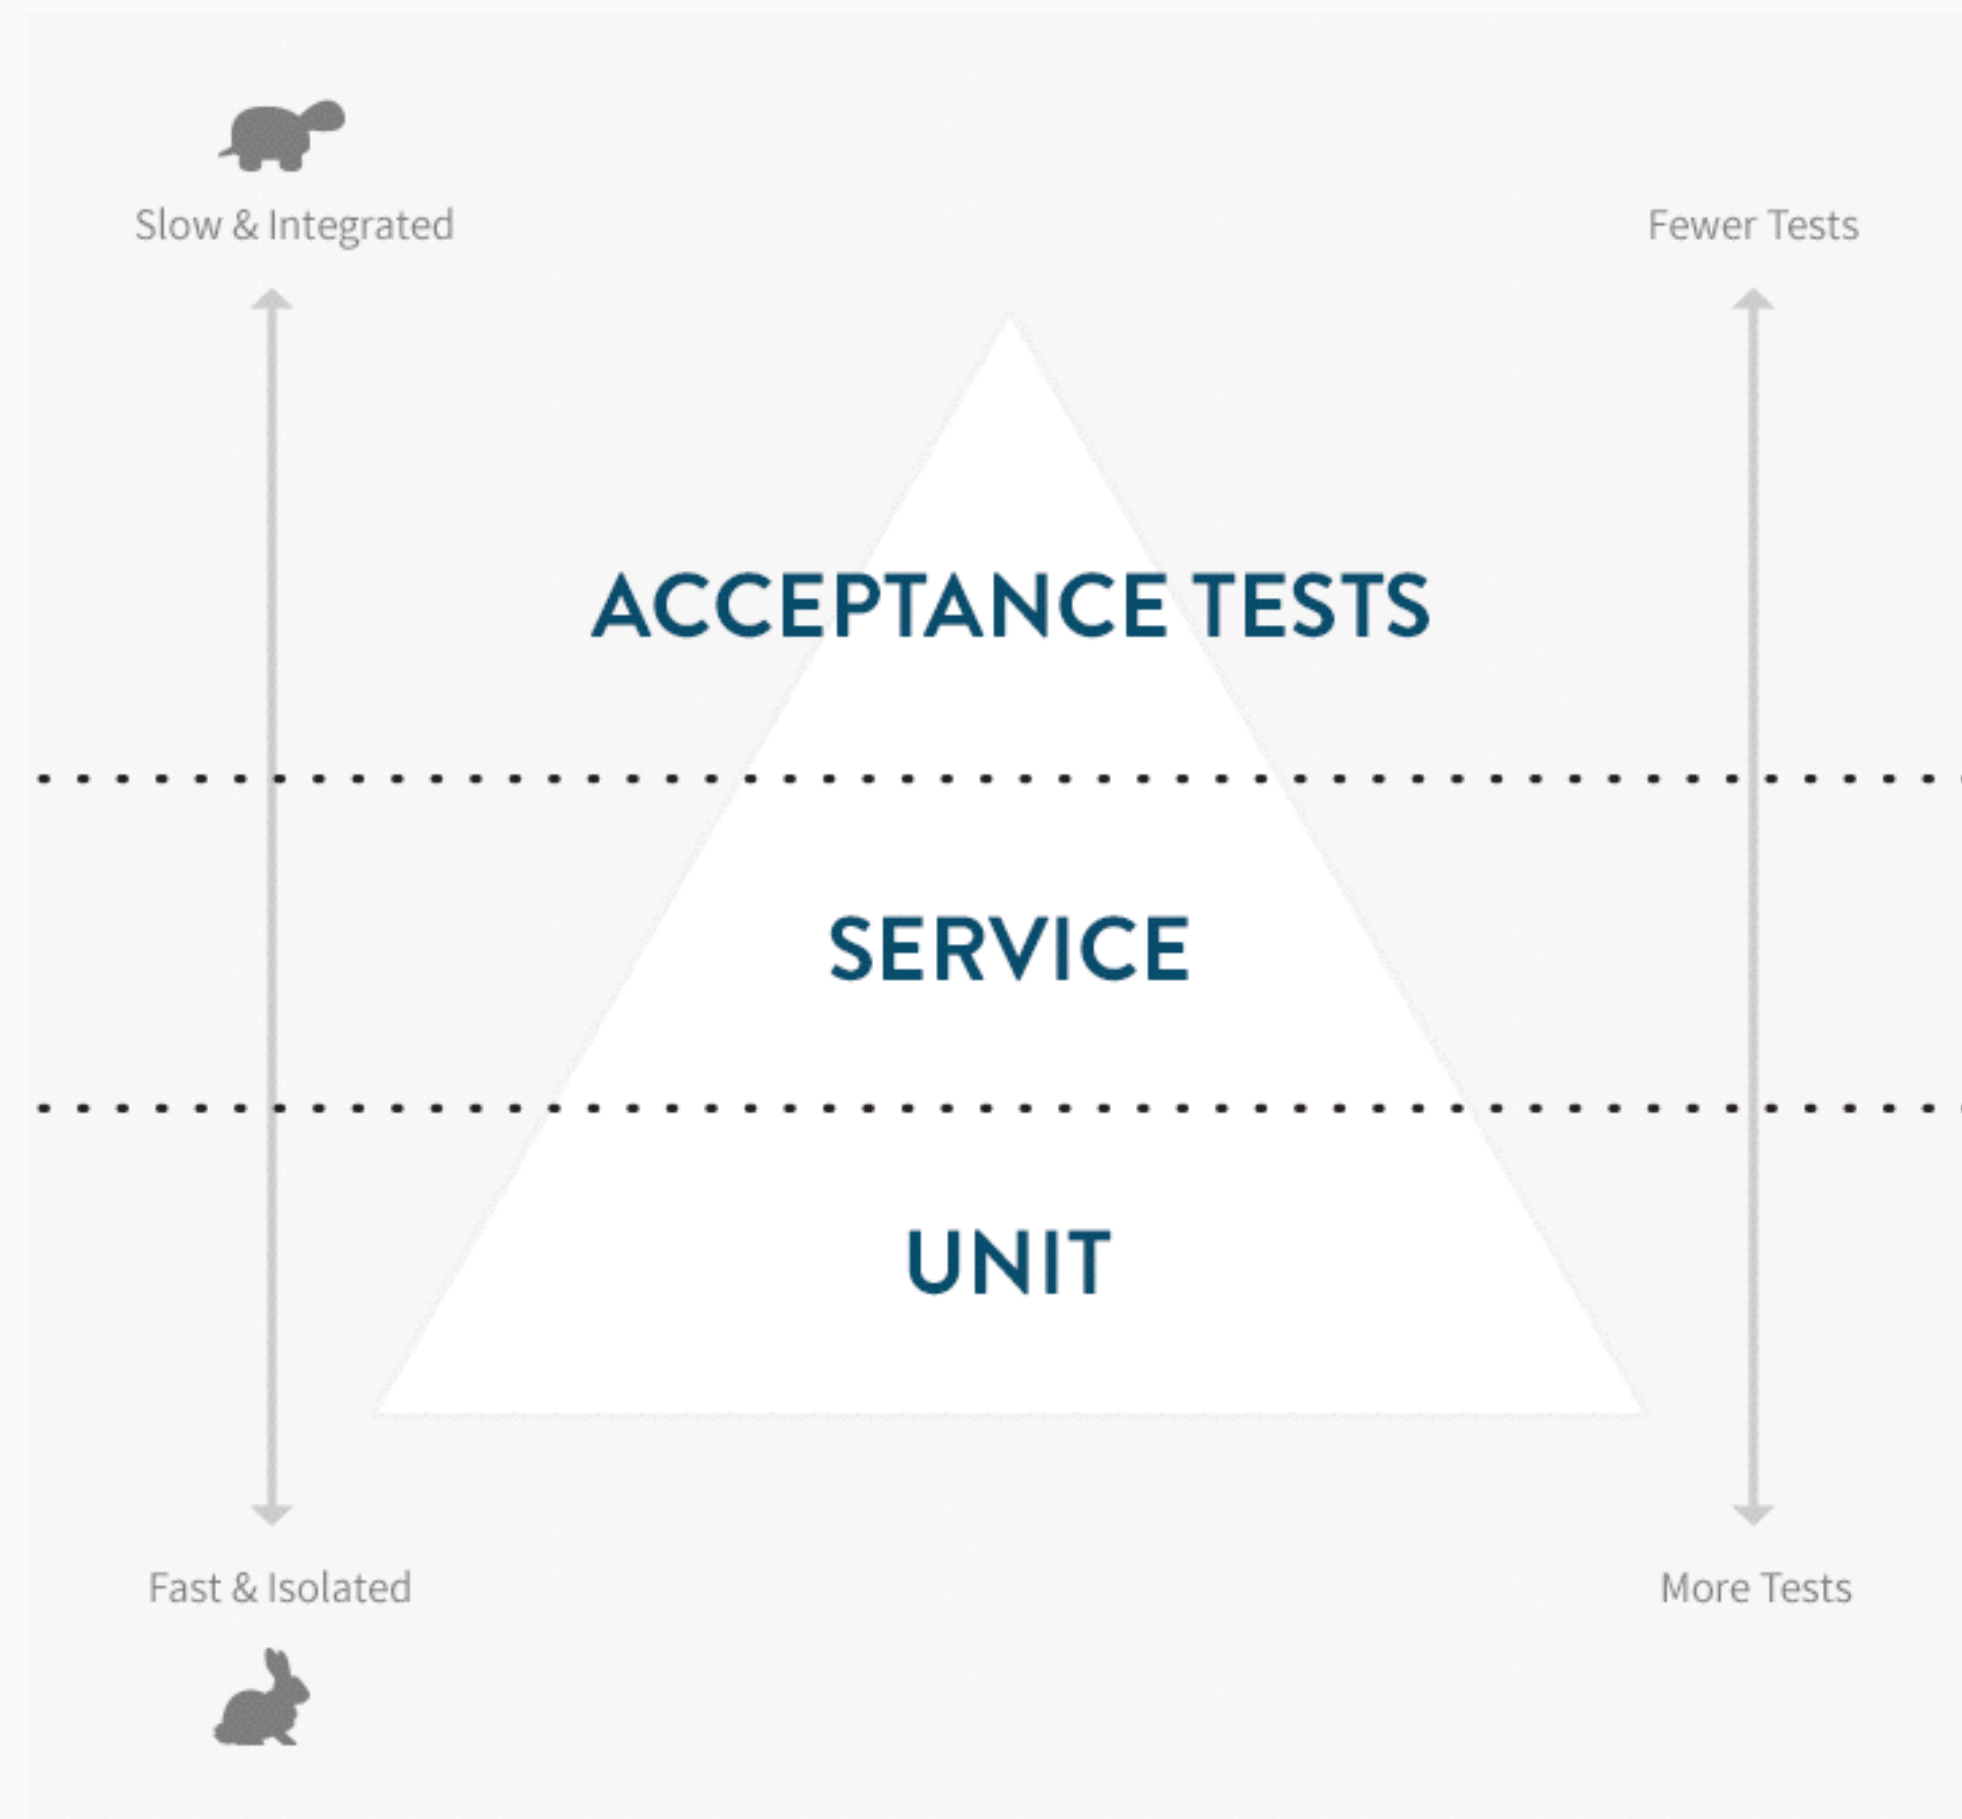 Slow & Integrated
Fewer Tests
ACCEPTANCE TESTS
SERVICE
UNIT
Fast & Isolated
More Tests